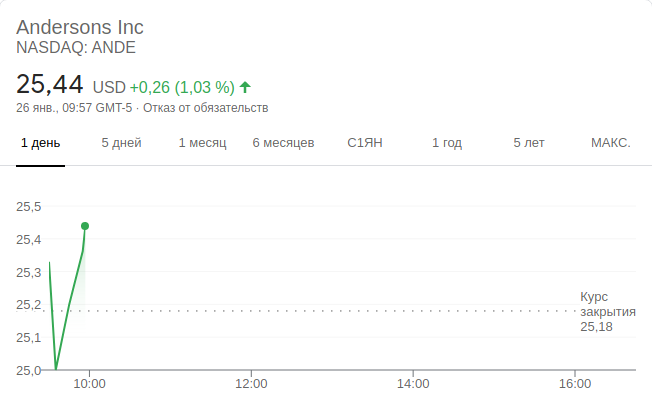 Andersons Inc
NASDAQ: ANDE
25,44 USD +0,26 (1,03 %)
26 янв., 09:57 GMT-5 · Отказ от обязательств
1 день 5 дней 1 месяц 6 месяцев С1ЯН 1 год 5 лет МАКС.
25,5
25,4
25,3
25,2
25,1
25,0
Курс
закрытия
25,18
10:00 12:00 14:00 16:00